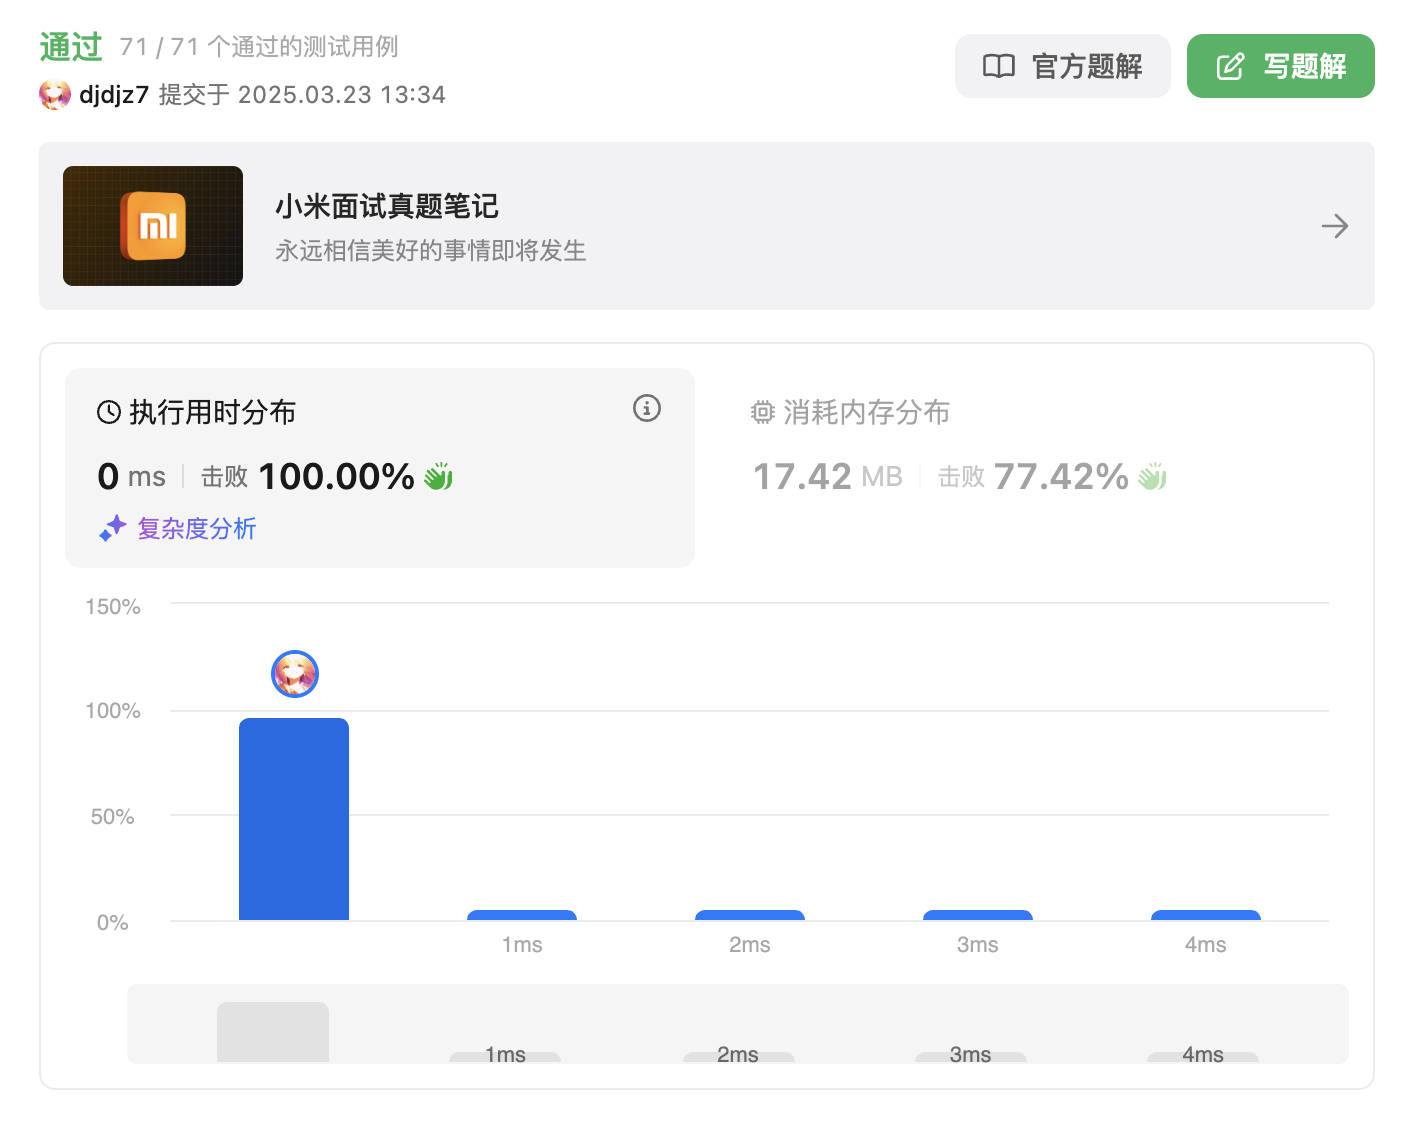 通过 71 / 71 个通过的测试用例
djdjz7 提交于 2025.03.23 13:34
官方题解
写题解
小米面试真题笔记
永远相信美好的事情即将发生
执行用时分布
0 ms 击败 100.00%
复杂度分析
消耗内存分布
17.42 MB 击败 77.42%
150%
100%
50%
0%
1ms 2ms 3ms 4ms
1ms 2ms 3ms 4ms